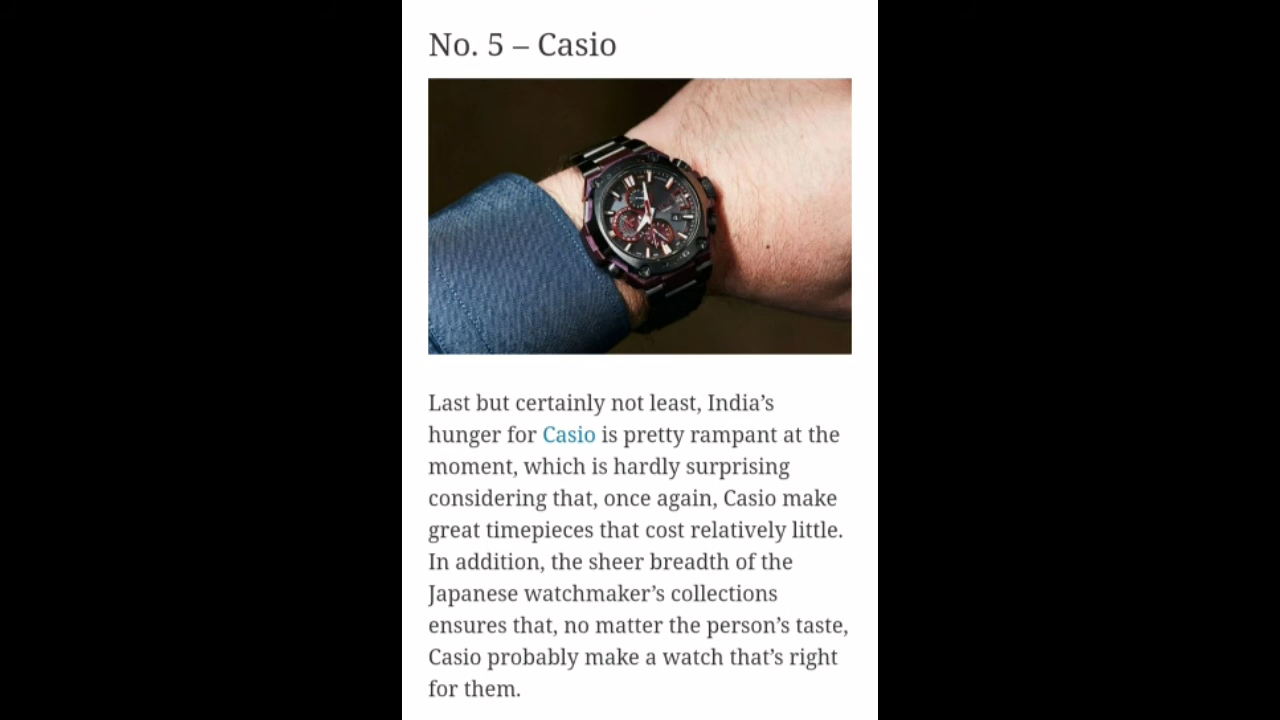 No. 5 – Casio
Last but certainly not least, India’s
hunger for Casio is pretty rampant at the
moment, which is hardly surprising
considering that, once again, Casio make
great timepieces that cost relatively little.
In addition, the sheer breadth of the
Japanese watchmaker’s collections
ensures that, no matter the person’s taste,
Casio probably make a watch that’s right
for them.